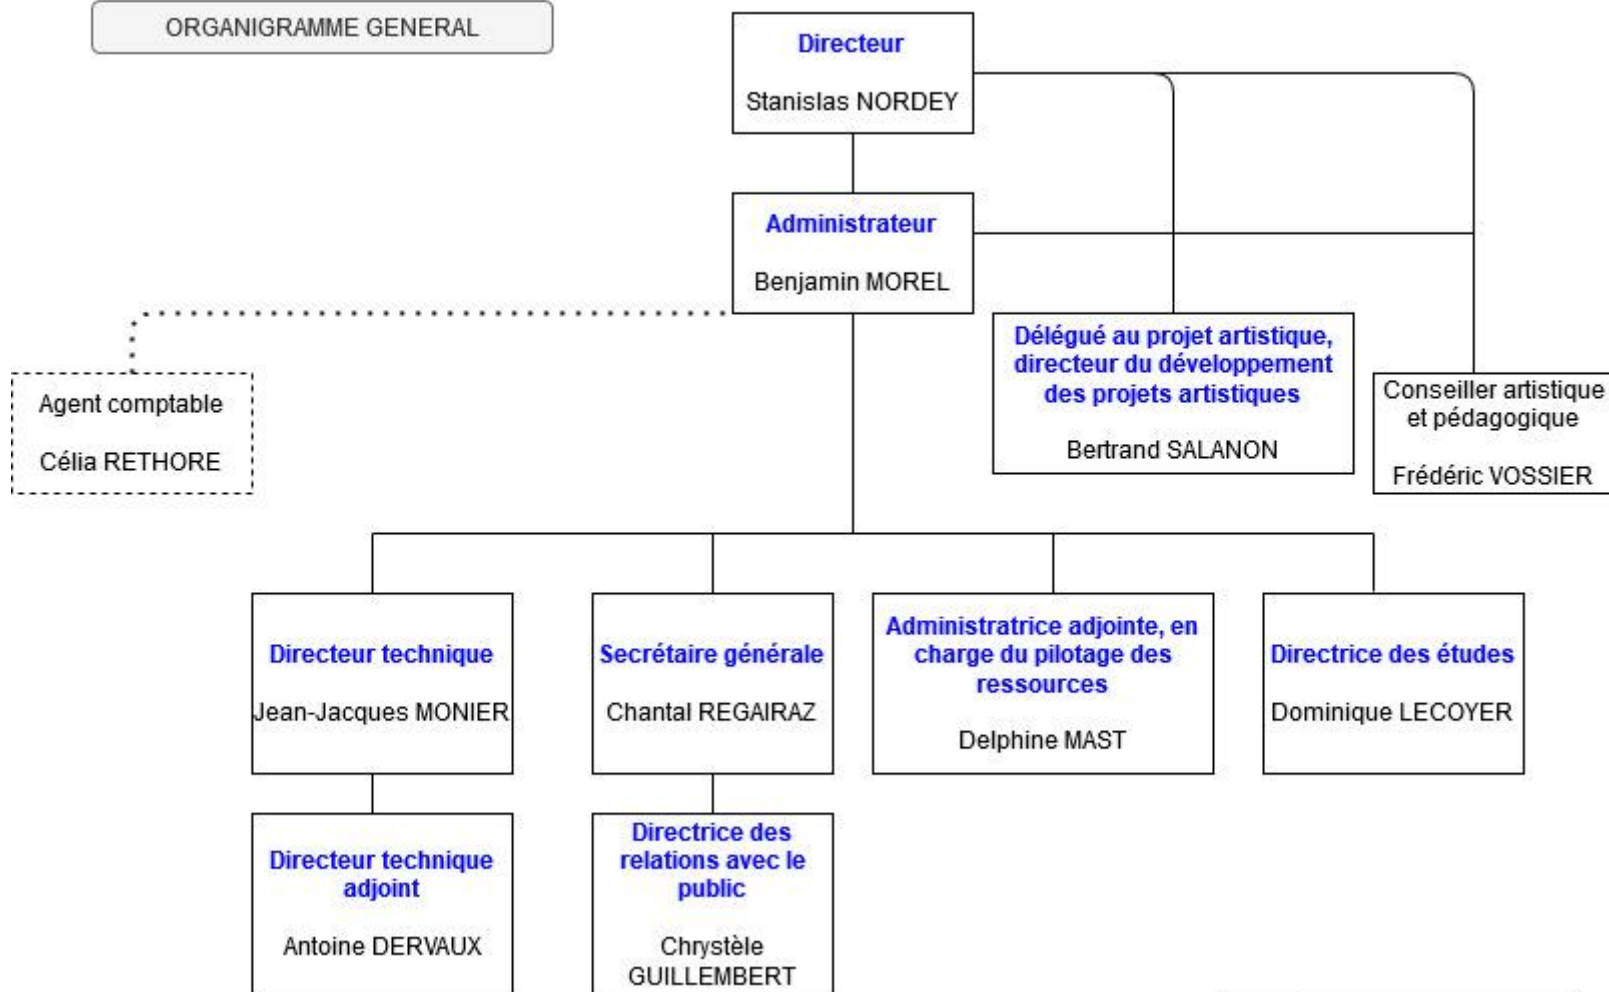 ORGANIGRAMME GENERAL
Directeur
Stanislas NORDEY
Administrateur
Benjamin MOREL
Délégué au projet artistique,
directeur du développement
des projets artistiques
Bertrand SALANON
Conseiller artistique
et pédagogique
Frédéric VOSSIER
Agent comptable
Célia RETHORE
Directeur technique
Jean-Jacques MONIER
Secrétaire générale
Chantal REGAIRAZ
Administratrice adjointe, en
charge du pilotage des
ressources
Delphine MAST
Directrice des études
Dominique LECOYER
Directeur technique
adjoint
Antoine DERVAUX
Directrice des
relations avec le
public
Chrystèle
GUILLEMBERT